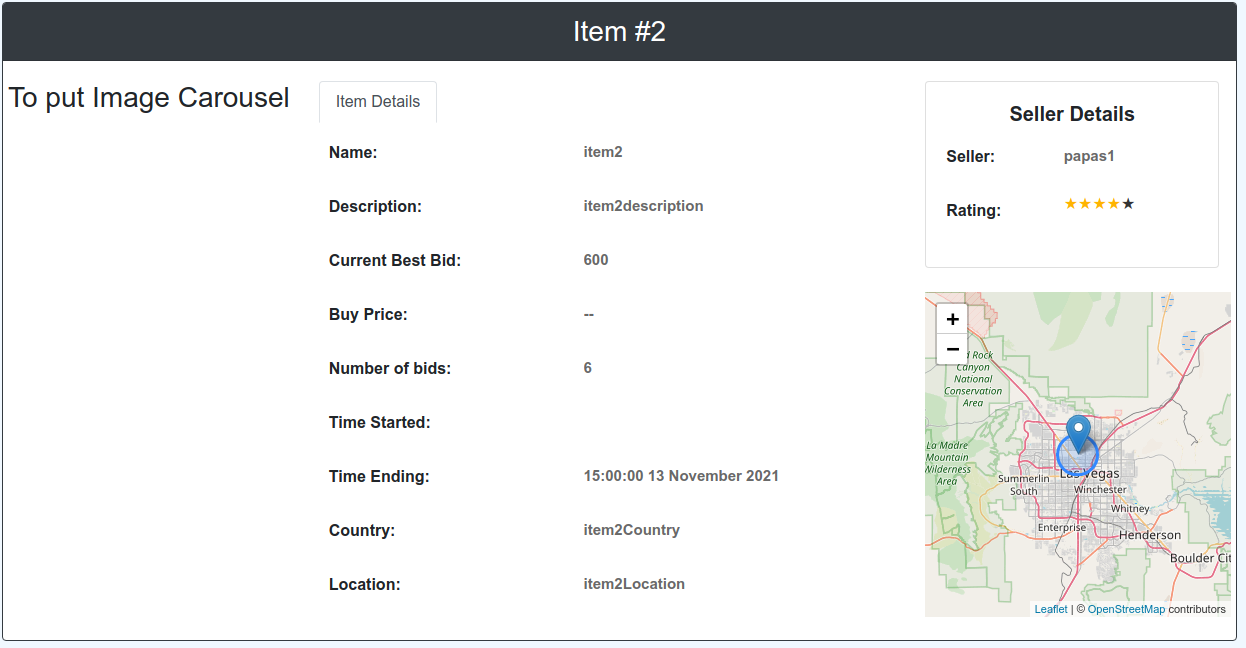 Item #2
To put Image Carousel
Item Details
Name: item2
Description: item2description
Current Best Bid: 600
Buy Price: --
Number of bids: 6
Time Started:
Time Ending: 15:00:00 13 November 2021
Country: item2Country
Location: item2Location
Seller Details
Seller: papas1
Rating: ★★★★★
+
−
d Rock
Canyon
National
Conservation
Area
La Madre
Mountain
Wilderness
Area
Las Vegas
Summerlin
South
Winchester
Whitney
Enterprise
Henderson
Boulder Cit
Leaflet | © OpenStreetMap contributors